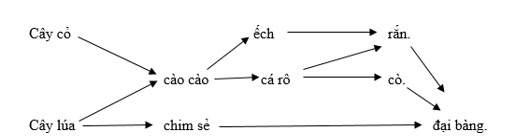 Cây cỏ
ếch
rắn.
cào cào
cá rô
cò.
Cây lúa
chim sẻ
đại bàng.